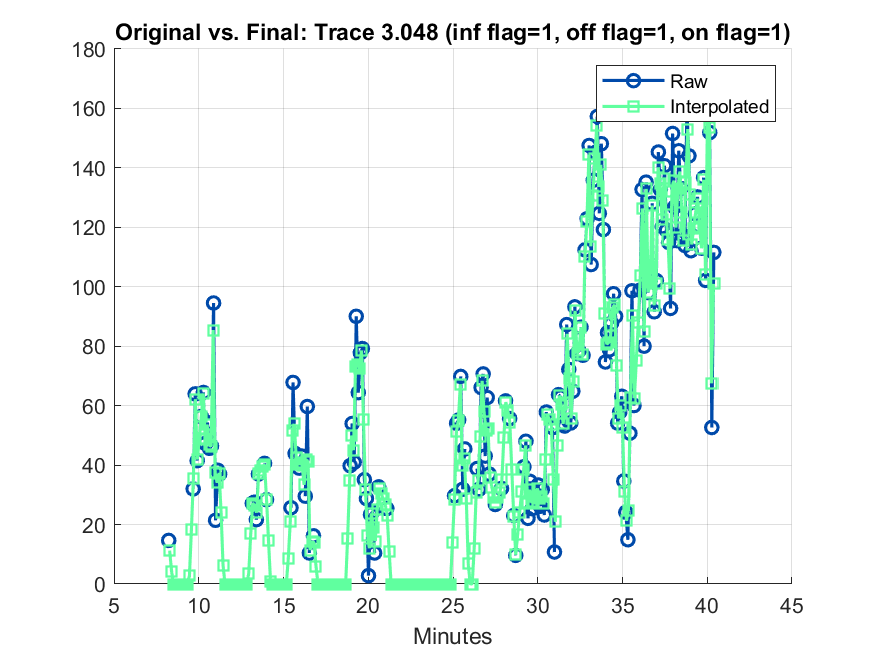 Original vs. Final: Trace 3.048 (inf flag=1, off flag=1, on flag=1)
180
160
140
120
100
80
60
40
20
0
Raw
Interpolated
5 10 15 20 25 30 35 40 45
Minutes